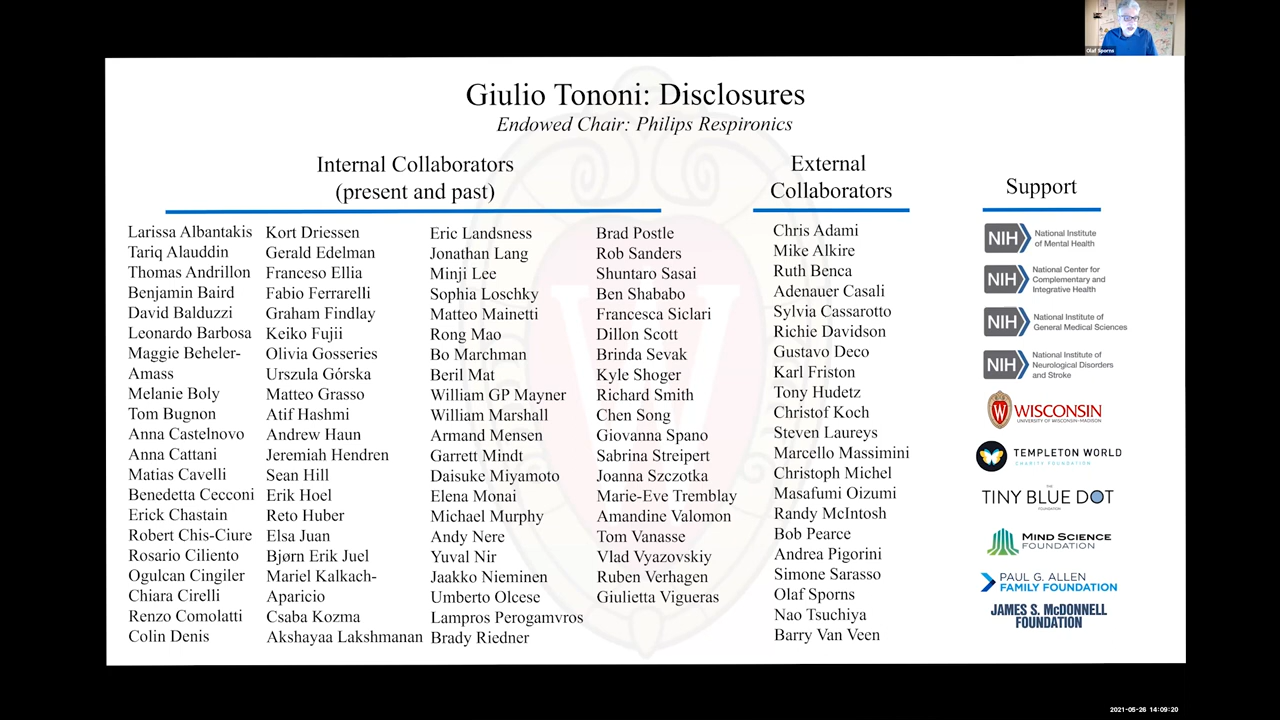 Olaf Sporns
Giulio Tononi: Disclosures
Endowed Chair: Philips Respironics
Internal Collaborators
(present and past)
Larissa Albantakis
Tariq Alauddin
Thomas Andrillon
Benjamin Baird
David Balduzzi
Leonardo Barbosa
Maggie Beheler-
Amass
Melanie Boly
Tom Bugnon
Anna Castelnovo
Anna Cattani
Matias Cavelli
Benedetta Cecconi
Erick Chastain
Robert Chis-Ciure
Rosario Ciliento
Ogulcan Cingiler
Chiara Cirelli
Renzo Comolatti
Colin Denis
Kort Driessen
Gerald Edelman
Franceso Ellia
Fabio Ferrarelli
Graham Findlay
Keiko Fujii
Olivia Gosseries
Urszula Górska
Matteo Grasso
Atif Hashmi
Andrew Haun
Jeremiah Hendren
Sean Hill
Erik Hoel
Reto Huber
Elsa Juan
Bjørn Erik Juel
Mariel Kalkach-
Aparicio
Csaba Kozma
Akshayaa Lakshmanan
Eric Landsness
Jonathan Lang
Minji Lee
Sophia Loschky
Matteo Mainetti
Rong Mao
Bo Marchman
Beril Mat
William GP Mayner
William Marshall
Armand Mensen
Garrett Mindt
Daisuke Miyamoto
Elena Monai
Michael Murphy
Andy Nere
Yuval Nir
Jaakko Nieminen
Umberto Olcese
Lampros Perogamvros
Brady Riedner
Brad Postle
Rob Sanders
Shuntaro Sasai
Ben Shababo
Francesca Siclari
Dillon Scott
Brinda Sevak
Kyle Shoger
Richard Smith
Chen Song
Giovanna Spano
Sabrina Streipert
Joanna Szczotka
Marie-Eve Tremblay
Amandine Valomon
Tom Vanasse
Vlad Vyazovskiy
Ruben Verhagen
Giulietta Vigueras
External
Collaborators
Chris Adami
Mike Alkire
Ruth Benca
Adenauer Casali
Sylvia Cassarotto
Richie Davidson
Gustavo Deco
Karl Friston
Tony Hudetz
Christof Koch
Steven Laureys
Marcello Massimini
Christoph Michel
Masafumi Oizumi
Randy McIntosh
Bob Pearce
Andrea Pigorini
Simone Sarasso
Olaf Sporns
Nao Tsuchiya
Barry Van Veen
Support
NIH National Institute
of Mental Health
NIH National Center for
Complementary and
Integrative Health
NIH National Institute of
General Medical Sciences
NIH National Institute of
Neurological Disorders
and Stroke
W WISCONSIN
UNIVERSITY OF WISCONSIN-MADISON
TEMPLETON WORLD
CHARITY FOUNDATION
THE
TINY BLUE DOT
FOUNDATION
MIND SCIENCE
FOUNDATION
PAUL G. ALLEN
FAMILY FOUNDATION
JAMES S. McDONNELL
FOUNDATION
2021-05-26 14:09:20